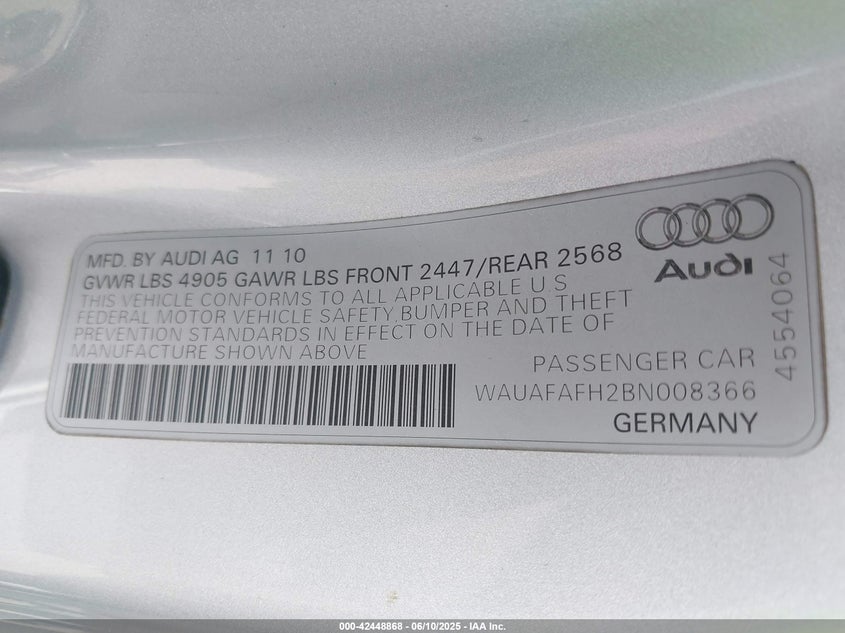 MFD. BY AUDI AG 11 10
GVWR LBS 4905 GAWR LBS FRONT 2447/REAR 2568
THIS VEHICLE CONFORMS TO ALL APPLICABLE U S
FEDERAL MOTOR VEHICLE SAFETY,BUMPER AND THEFT
PREVENTION STANDARDS IN EFFECT ON THE DATE OF
MANUFACTURE SHOWN ABOVE
Audi
4554064
PASSENGER CAR
WAUAFAFH2BN008366
GERMANY
000-42448868 - 06/10/2025 - IAA Inc.